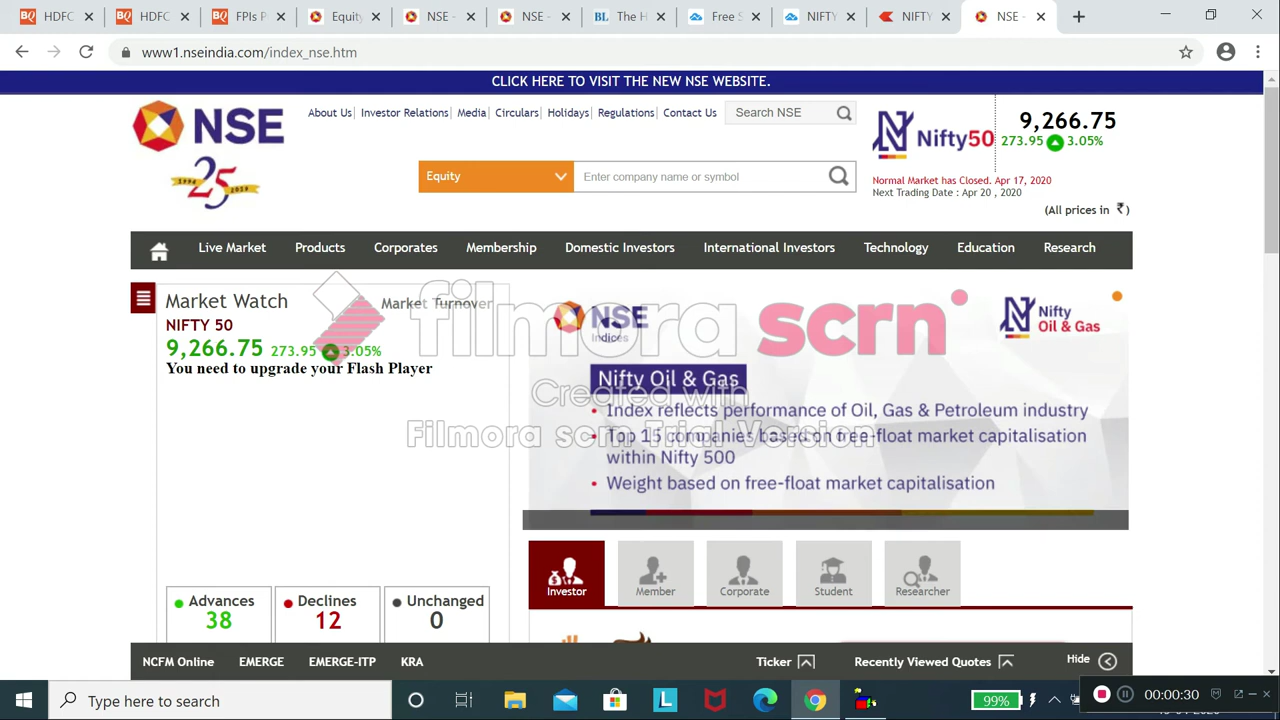 HDFC
HDFC
FPIs P
Equity
NSE -
NSE -
The H
Free S
NIFTY
NIFTY
NSE -
www1.nseindia.com/index_nse.htm
CLICK HERE TO VISIT THE NEW NSE WEBSITE.
NSE
About Us
Investor Relations
Media
Circulars
Holidays
Regulations
Contact Us
Search NSE
Nifty50
9,266.75
273.95 3.05%
25
Equity
Enter company name or symbol
Normal Market has Closed. Apr 17, 2020
Next Trading Date : Apr 20 , 2020
(All prices in ₹)
Live Market
Products
Corporates
Membership
Domestic Investors
International Investors
Technology
Education
Research
Market Watch
Market Turnover
NIFTY 50
9,266.75 273.95 3.05%
You need to upgrade your Flash Player
filmora scrn
Created with
Filmora scrn Trial Version
NSE
Indices
Nifty
Oil & Gas
Nifty Oil & Gas
• Index reflects performance of Oil, Gas & Petroleum industry
• Top 15 companies based on free-float market capitalisation
within Nifty 500
• Weight based on free-float market capitalisation
Investor
Member
Corporate
Student
Researcher
Advances
38
Declines
12
Unchanged
0
NCFM Online
EMERGE
EMERGE-ITP
KRA
Ticker
Recently Viewed Quotes
Hide
Type here to search
99%
00:00:30